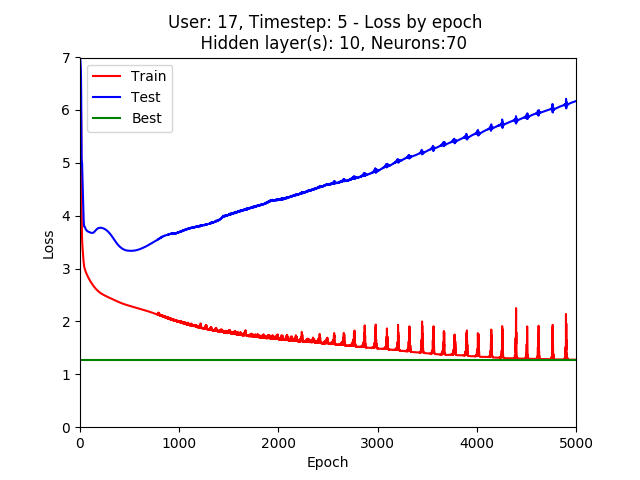 User: 17, Timestep: 5 - Loss by epoch
Hidden layer(s): 10, Neurons:70
Train
Test
Best
7
6
5
4
3
2
1
0
Loss
0
1000
2000
3000
4000
5000
Epoch